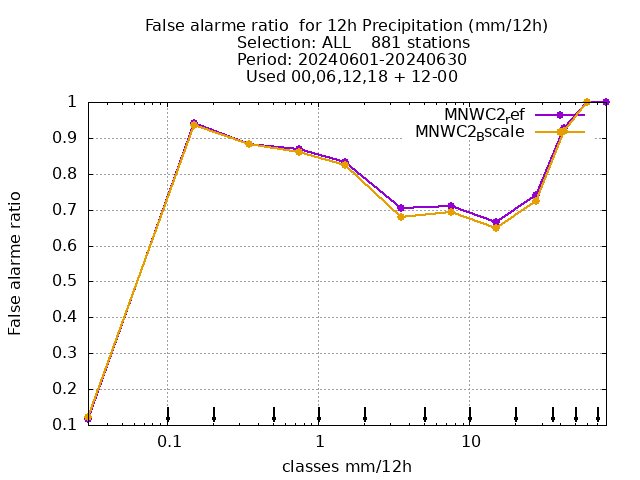 False alarme ratio  for 12h Precipitation (mm/12h)
Selection: ALL    881 stations
Period: 20240601-20240630
Used 00,06,12,18 + 12-00
MNWC2ref
MNWC2Bscale
False alarme ratio
1
0.9
0.8
0.7
0.6
0.5
0.4
0.3
0.2
0.1
0.1
1
10
classes mm/12h